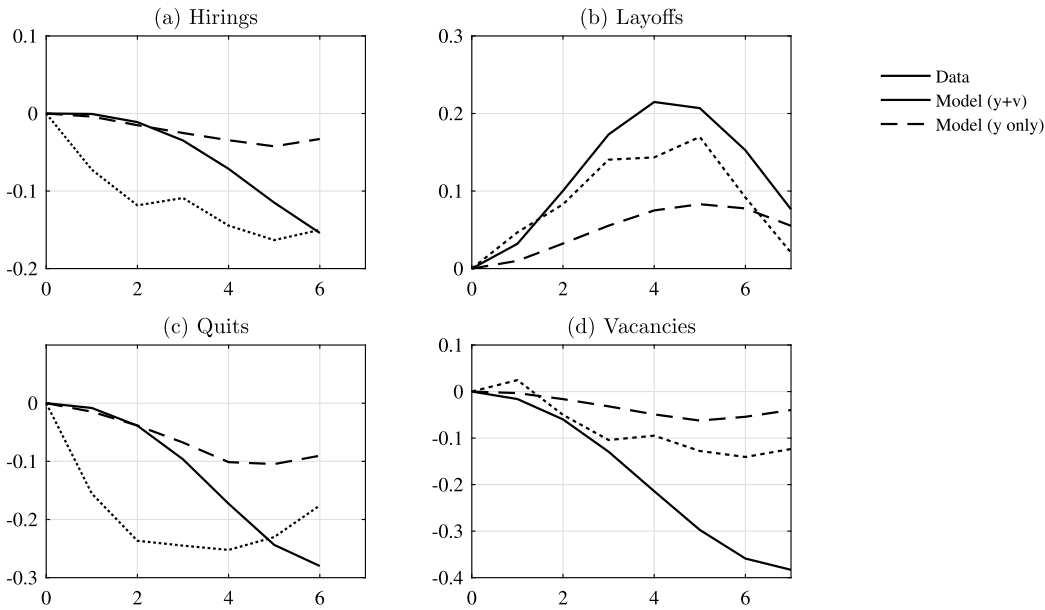 (a) Hirings
0.1
0
-0.1
-0.2
0 2 4 6
(b) Layoffs
0.3
0.2
0.1
0
0 2 4 6
Data
Model (y+v)
Model (y only)
(c) Quits
0
-0.1
-0.2
-0.3
0 2 4 6
(d) Vacancies
0.1
0
-0.1
-0.2
-0.3
-0.4
0 2 4 6